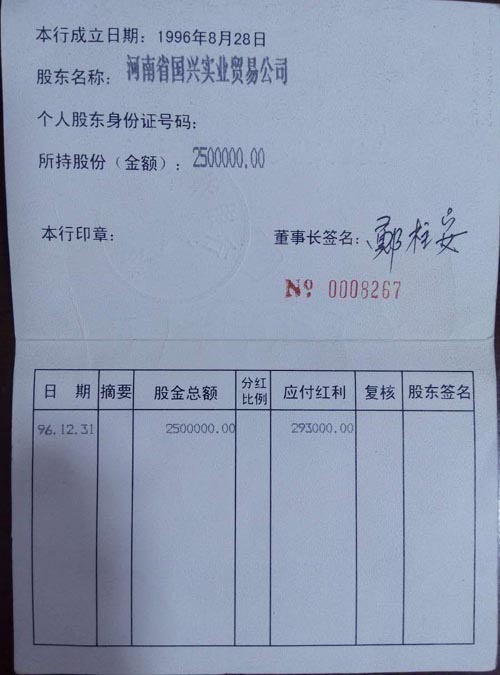 本行成立日期：1996年8月28日
股东名称：河南省国兴实业贸易公司
个人股东身份证号码：
所持股份（金额）：2500000.00
本行印章：
董事长签名：郑柱安
Nº 0008267
日 期 摘要 股金总额 分红比例 应付红利 复核 股东签名
96.12.31 2500000.00 293000.00